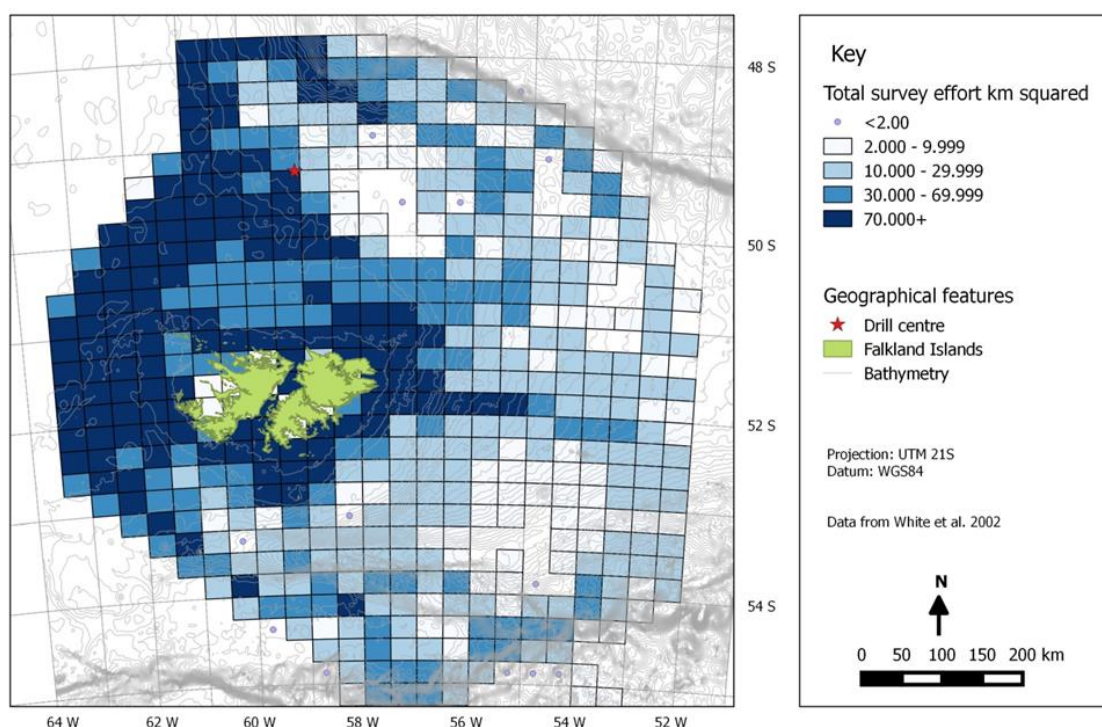 48 S
50 S
52 S
54 S
64 W
62 W
60 W
58 W
56 W
54 W
52 W
Key
Total survey effort km squared
<2.00
2.000 - 9.999
10.000 - 29.999
30.000 - 69.999
70.000+
Geographical features
Drill centre
Falkland Islands
Bathymetry
Projection: UTM 21S
Datum: WGS84
Data from White et al. 2002
N
0 50 100 150 200 km